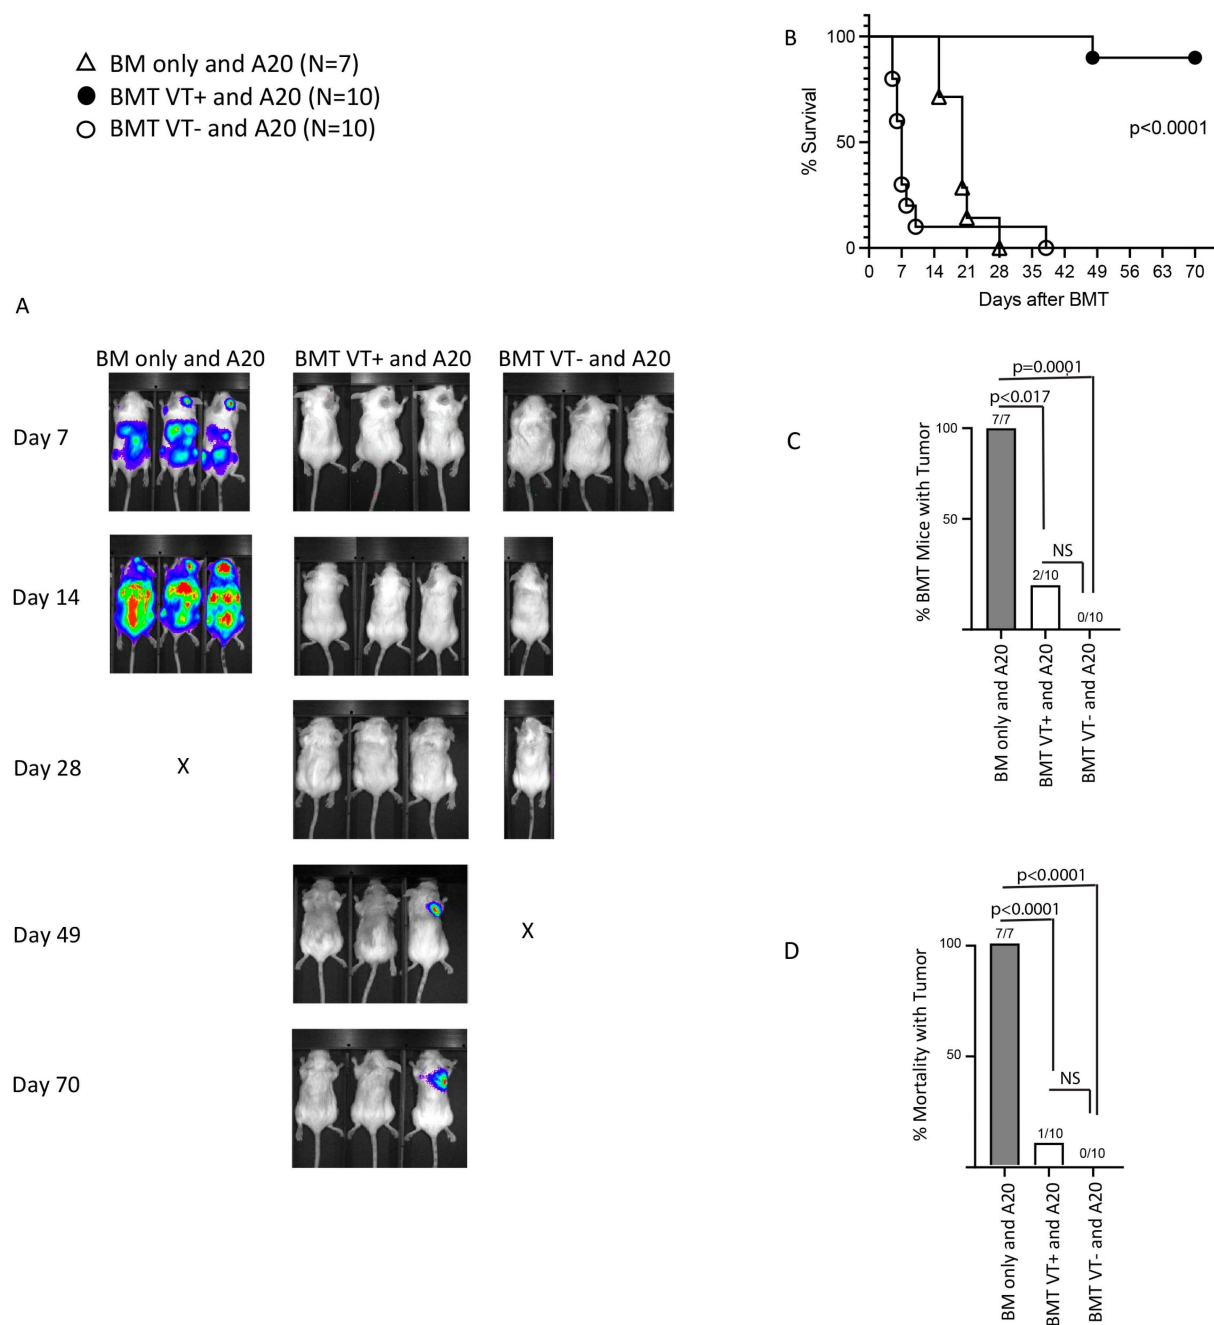 BM only and A20 (N=7)
BMT VT+ and A20 (N=10)
BMT VT- and A20 (N=10)
B
100
50
0
% Survival
p<0.0001
0 7 14 21 28 35 42 49 56 63 70
Days after BMT
A
BM only and A20 BMT VT+ and A20 BMT VT- and A20
Day 7
Day 14
Day 28
X
Day 49
X
Day 70
C
p=0.0001
p<0.017
7/7
100
50
% BMT Mice with Tumor
NS
2/10
0/10
BM only and A20
BMT VT+ and A20
BMT VT- and A20
D
p<0.0001
p<0.0001
7/7
100
50
% Mortality with Tumor
NS
1/10
0/10
BM only and A20
BMT VT+ and A20
BMT VT- and A20